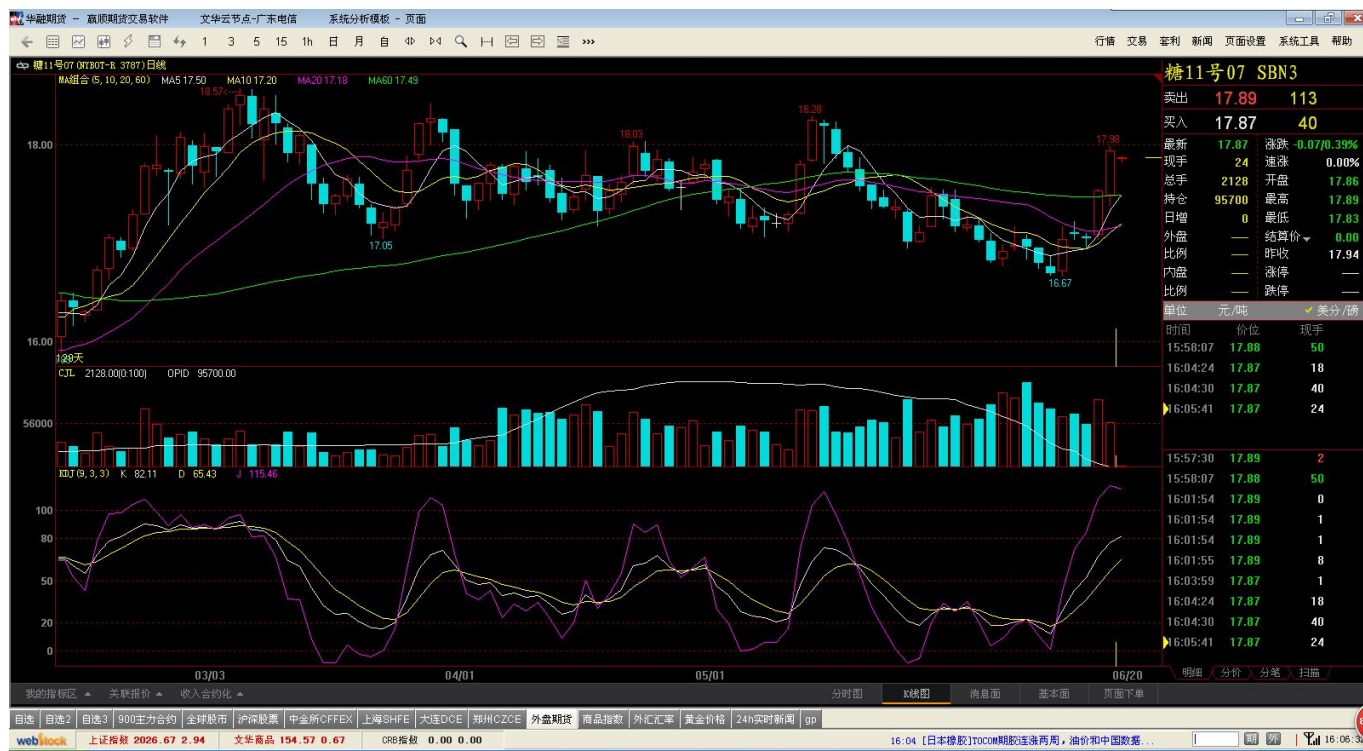 华融期货 - 赢顺期货交易软件 文华云节点-广东电信 系统分析模板 - 页面
1 3 5 15 1h 日 月 自
行情 交易 套利 新闻 页面设置 系统工具 帮助
糖11号07 (NYBOT-R 3787)日线
MA组合(5, 10, 20, 60) MA5 17.50 MA10 17.20 MA20 17.18 MA60 17.49
18.57
18.28
18.03
17.98
18.00
17.05
16.67
16.00
129天
CJL 2128.00(0:100) OPID 95700.00
56000
KDJ(9, 3, 3) K 82.11 D 65.43 J 115.46
100
80
50
20
0
03/03 04/01 05/01 06/20
糖11号07 SBN3
卖出 17.89 113
买入 17.87 40
最新 17.87 涨跌 -0.07/0.39%
现手 24 速涨 0.00%
总手 2128 开盘 17.86
持仓 95700 最高 17.89
日增 0 最低 17.83
外盘 — 结算价 0.00
比例 — 昨收 17.94
内盘 — 涨停 —
比例 — 跌停 —
单位 元/吨 ✓美分/磅
时间 价位 现手
15:58:07 17.88 50
16:04:24 17.87 18
16:04:30 17.87 40
16:05:41 17.87 24
15:57:30 17.89 2
15:58:07 17.88 50
16:01:54 17.89 0
16:01:54 17.89 1
16:01:54 17.89 1
16:01:55 17.89 8
16:03:59 17.87 1
16:04:24 17.87 18
16:04:30 17.87 40
16:05:41 17.87 24
明细 分价 分笔 扫描
我的指标区 关联报价 收入合约化 分时图 K线图 消息面 基本面 页面下单
自选 自选2 自选3 900主力合约 全球股市 沪深股票 中金所CFFEX 上海SHFE 大连DCE 郑州CZCE 外盘期货 商品指数 外汇汇率 黄金价格 24h实时新闻 gp
webstock 上证指数 2026.67 2.94 文华商品 154.57 0.67 CRB指数 0.00 0.00 16:04 [日本橡胶]TOCOM期胶连涨两周，油价和中国数据... 期 外 16:06:3